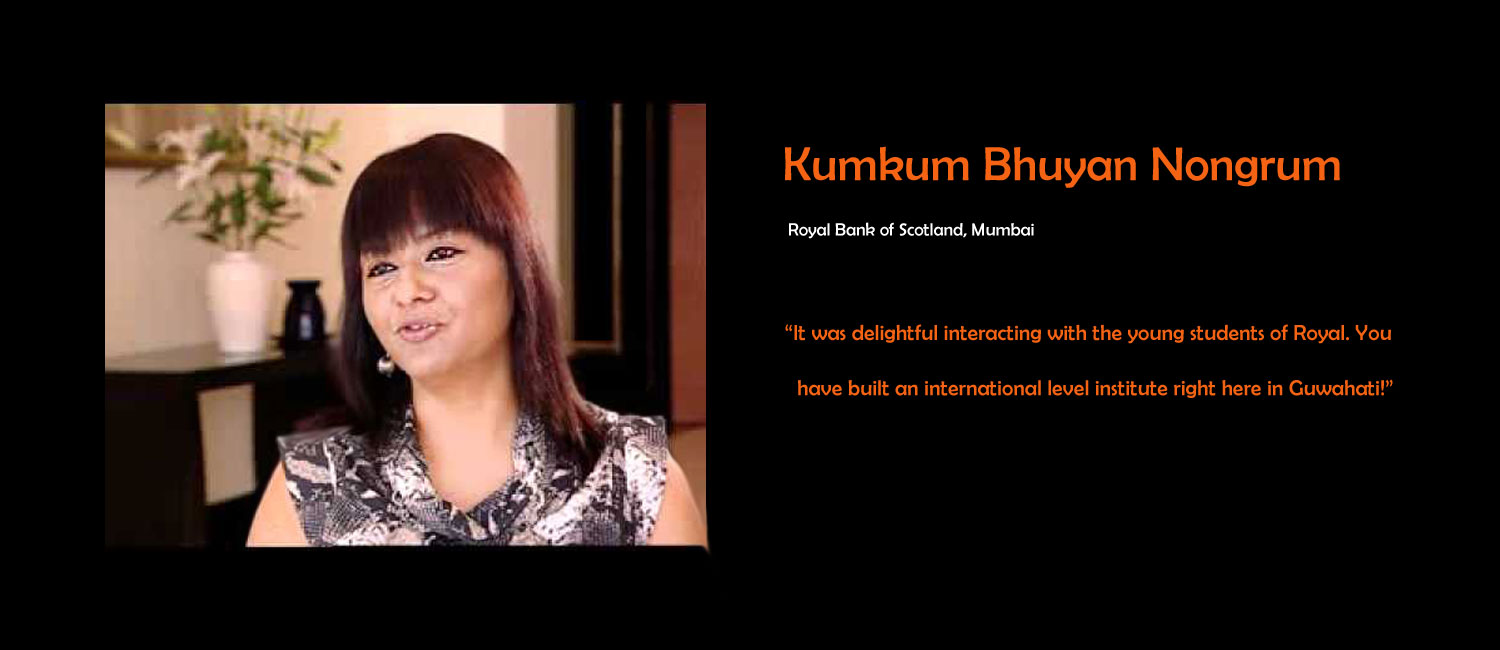 Kumkum Bhuyan Nongrum
Royal Bank of Scotland, Mumbai
“It was delightful interacting with the young students of Royal. You
have built an international level institute right here in Guwahati!”